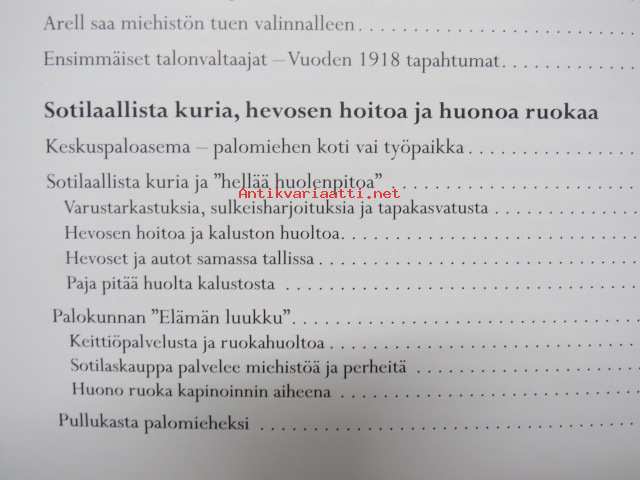 Arell saa miehistön tuen valinnalleen
Ensimmäiset talonvaltaajat – Vuoden 1918 tapahtumat
Sotilaallista kuria, hevosen hoitoa ja huonoa ruokaa
Keskuspaloasema – palomiehen koti vai työpaikka
Sotilaallista kuria ja ”hellää huolenpitoa”
Antikvariaatti.net
Varustarkastuksia, sulkeisharjoituksia ja tapakasvatusta
Hevosen hoitoa ja kaluston huoltoa
Hevoset ja autot samassa tallissa
Paja pitää huolta kalustosta
Palokunnan ”Elämän luukku”
Keittiöpalvelusta ja ruokahuoltoa
Sotilaskauppa palvelee miehistöä ja perheitä
Huono ruoka kapinoinnin aiheena
Pullukasta palomieheksi